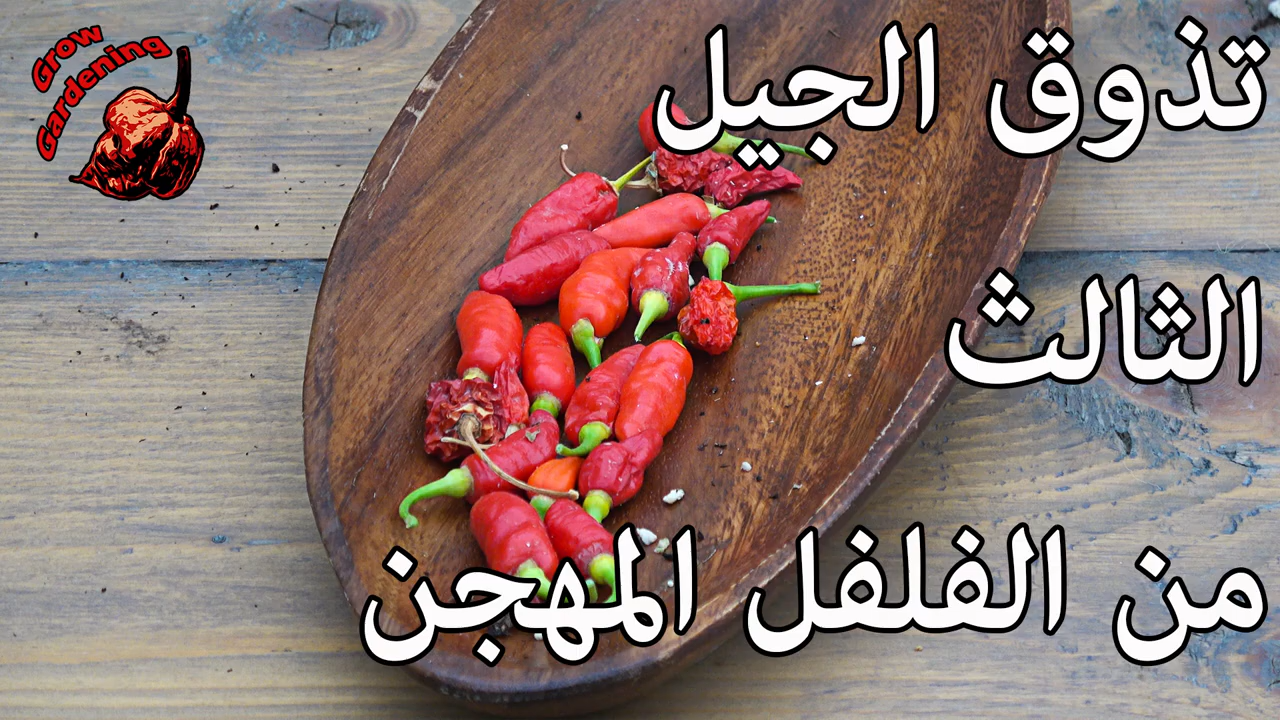 Grow
Gardening
تذوق الجيل
الثالث
من الفلفل المهجن